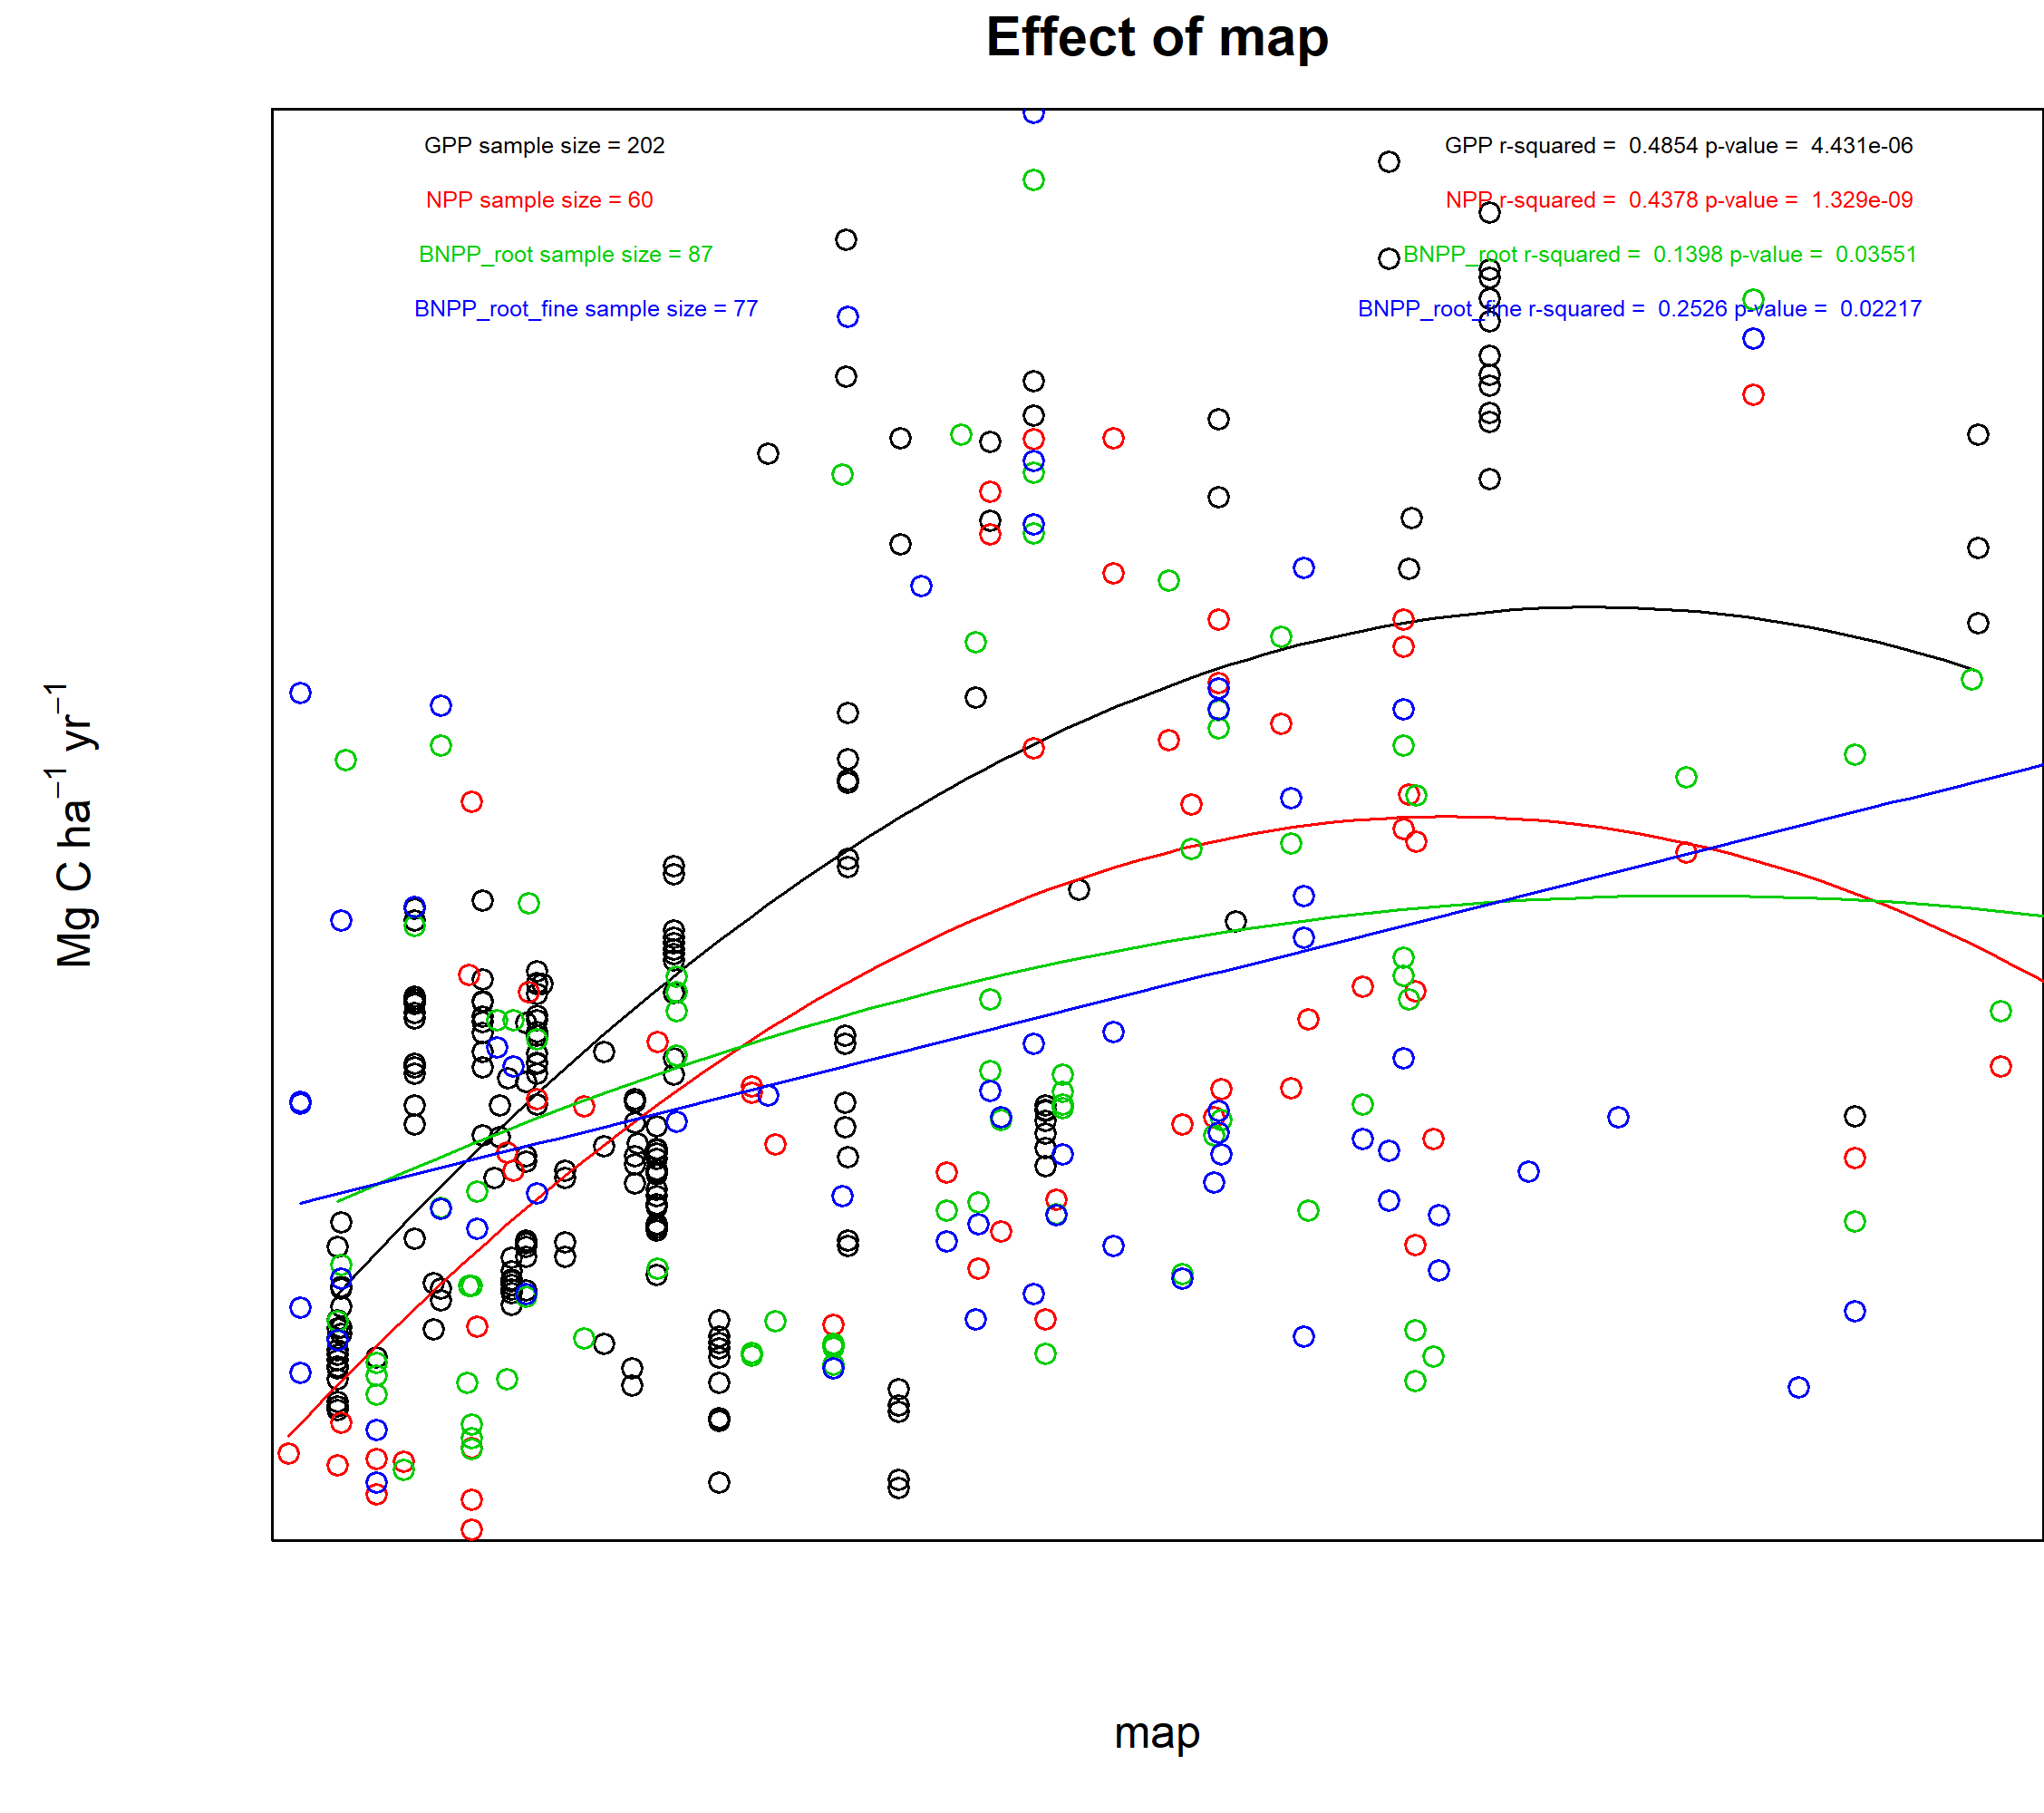 Effect of map
GPP sample size = 202
NPP sample size = 60
BNPP_root sample size = 87
BNPP_root_fine sample size = 77
GPP r-squared = 0.4854 p-value = 4.431e-06
NPP r-squared = 0.4378 p-value = 1.329e-09
BNPP_root r-squared = 0.1398 p-value = 0.03551
BNPP_root_fine r-squared = 0.2526 p-value = 0.02217
Mg C ha⁻¹ yr⁻¹
map